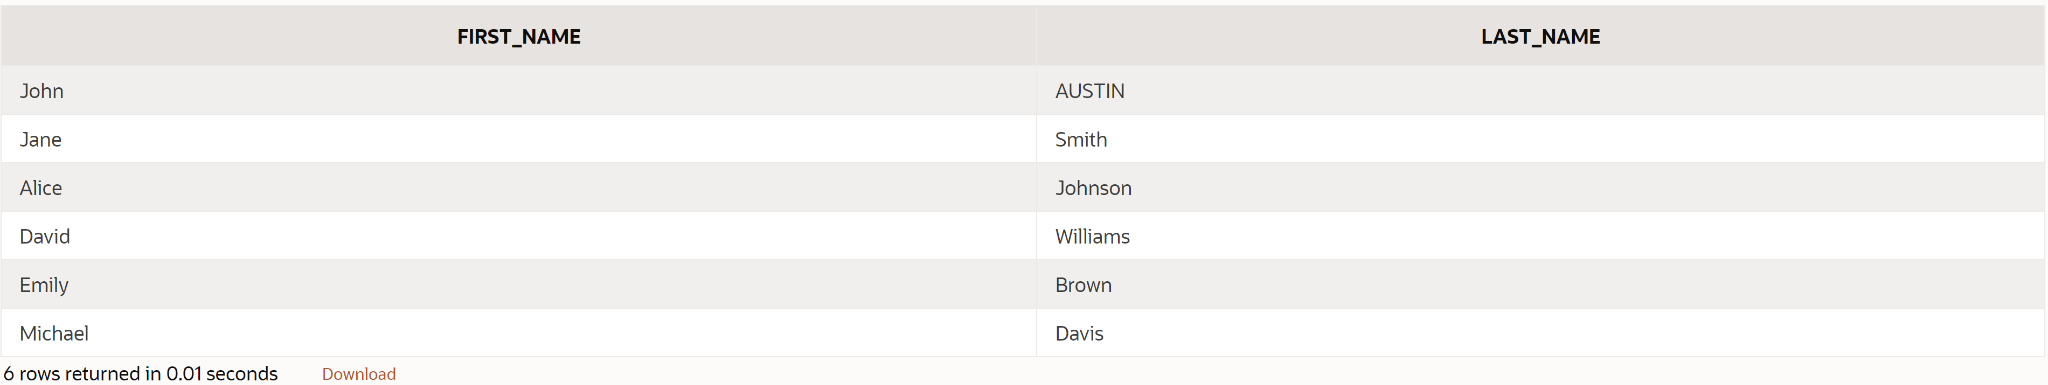 FIRST_NAME LAST_NAME
John AUSTIN
Jane Smith
Alice Johnson
David Williams
Emily Brown
Michael Davis
6 rows returned in 0.01 seconds Download